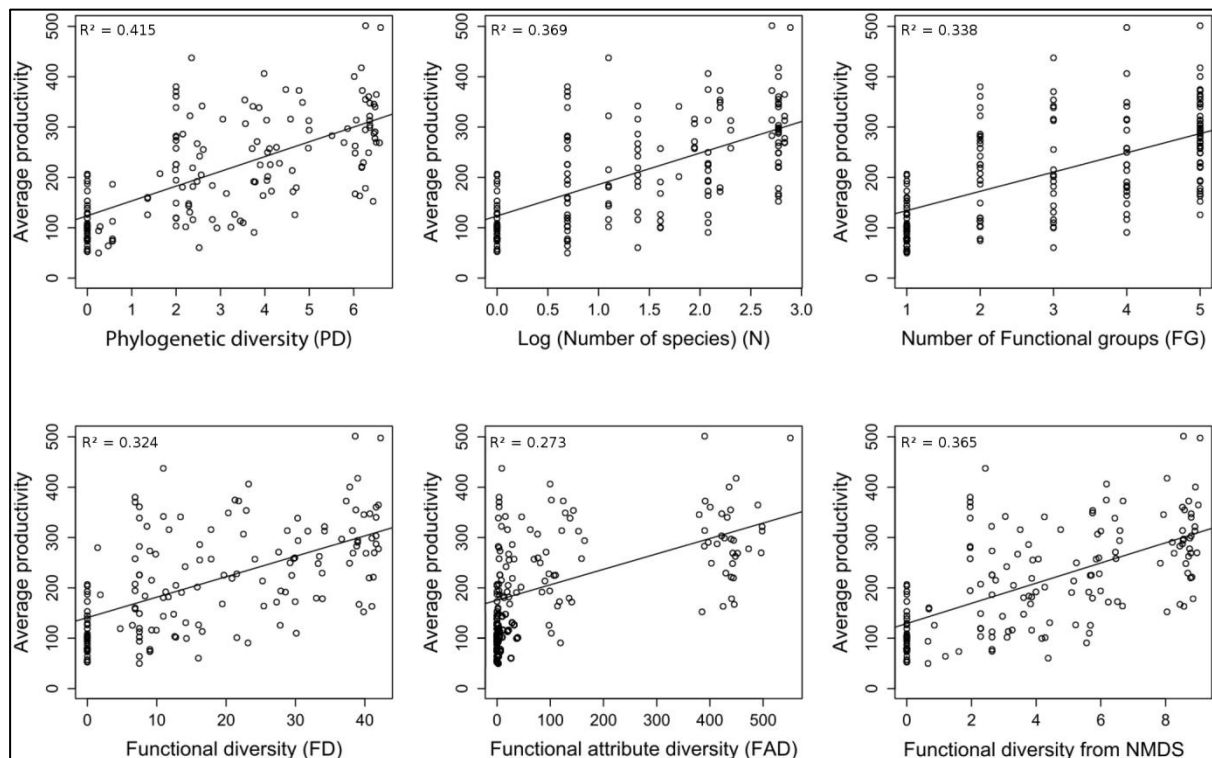 R² = 0.415
R² = 0.369
R² = 0.338
Average productivity
0 100 200 300 400 500
0 1 2 3 4 5 6
Phylogenetic diversity (PD)
Average productivity
0 100 200 300 400 500
0.0 0.5 1.0 1.5 2.0 2.5 3.0
Log (Number of species) (N)
Average productivity
0 100 200 300 400 500
1 2 3 4 5
Number of Functional groups (FG)
R² = 0.324
R² = 0.273
R² = 0.365
Average productivity
0 100 200 300 400 500
0 10 20 30 40
Functional diversity (FD)
Average productivity
0 100 200 300 400 500
0 100 200 300 400 500
Functional attribute diversity (FAD)
Average productivity
0 100 200 300 400 500
0 2 4 6 8
Functional diversity from NMDS